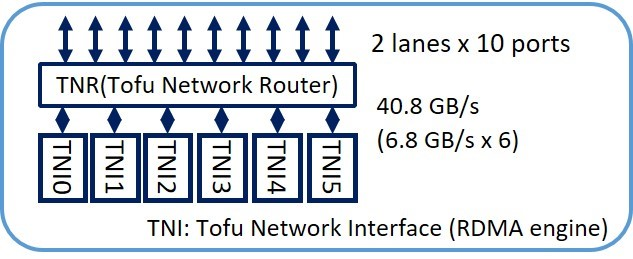 2 lanes x 10 ports
TNR(Tofu Network Router)
40.8 GB/s
(6.8 GB/s x 6)
TNI0
TNI1
TNI2
TNI3
TNI4
TNI5
TNI: Tofu Network Interface (RDMA engine)